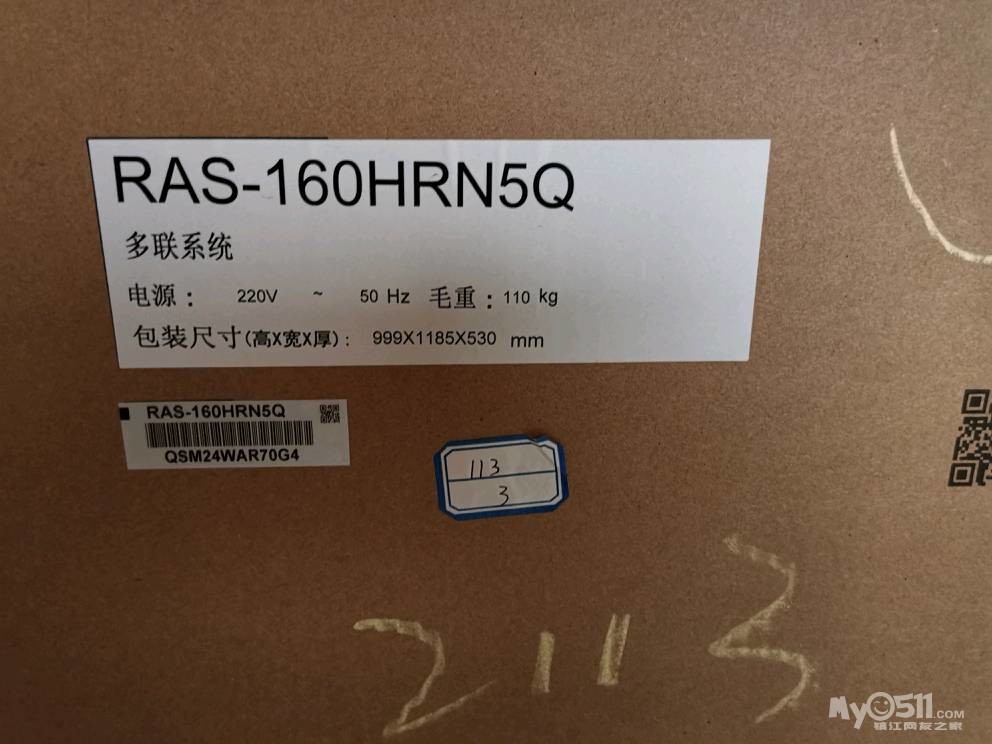 RAS-160HRN5Q
多联系统
电源： 220V ~ 50 Hz 毛重：110 kg
包装尺寸(高X宽X厚)： 999X1185X530 mm
RAS-160HRN5Q
QSM24WAR70G4
113
3
2113
My0511.COM
镇江网友之家